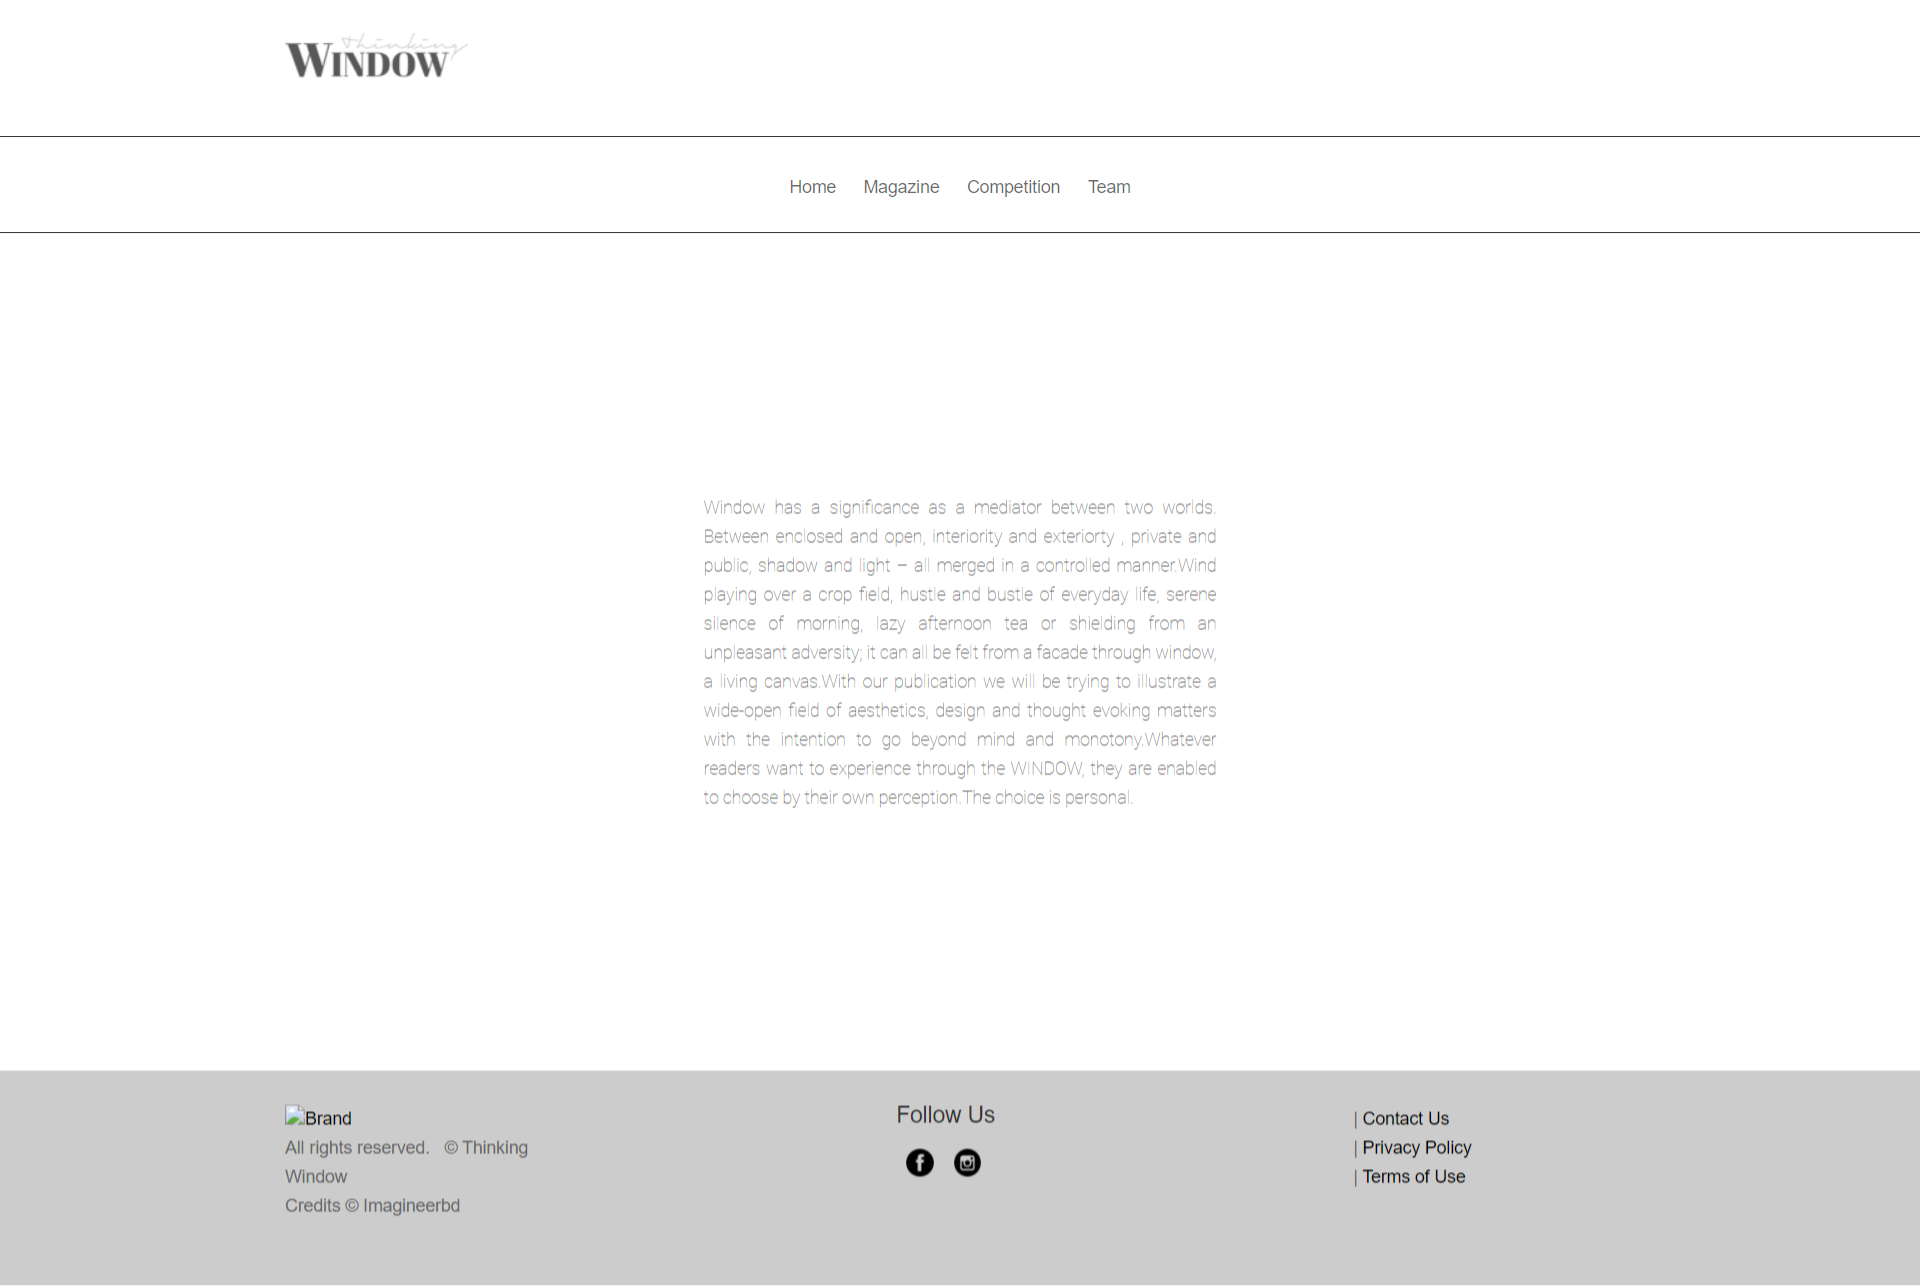 Thinking
WINDOW
Home Magazine Competition Team
Window has a significance as a mediator between two worlds.
Between enclosed and open, interiority and exteriorty , private and
public, shadow and light – all merged in a controlled manner.Wind
playing over a crop field, hustle and bustle of everyday life, serene
silence of morning, lazy afternoon tea or shielding from an
unpleasant adversity; it can all be felt from a facade through window,
a living canvas.With our publication we will be trying to illustrate a
wide-open field of aesthetics, design and thought evoking matters
with the intention to go beyond mind and monotony.Whatever
readers want to experience through the WINDOW, they are enabled
to choose by their own perception.The choice is personal.
Brand
All rights reserved. © Thinking
Window
Credits © Imagineerbd
Follow Us
| Contact Us
| Privacy Policy
| Terms of Use